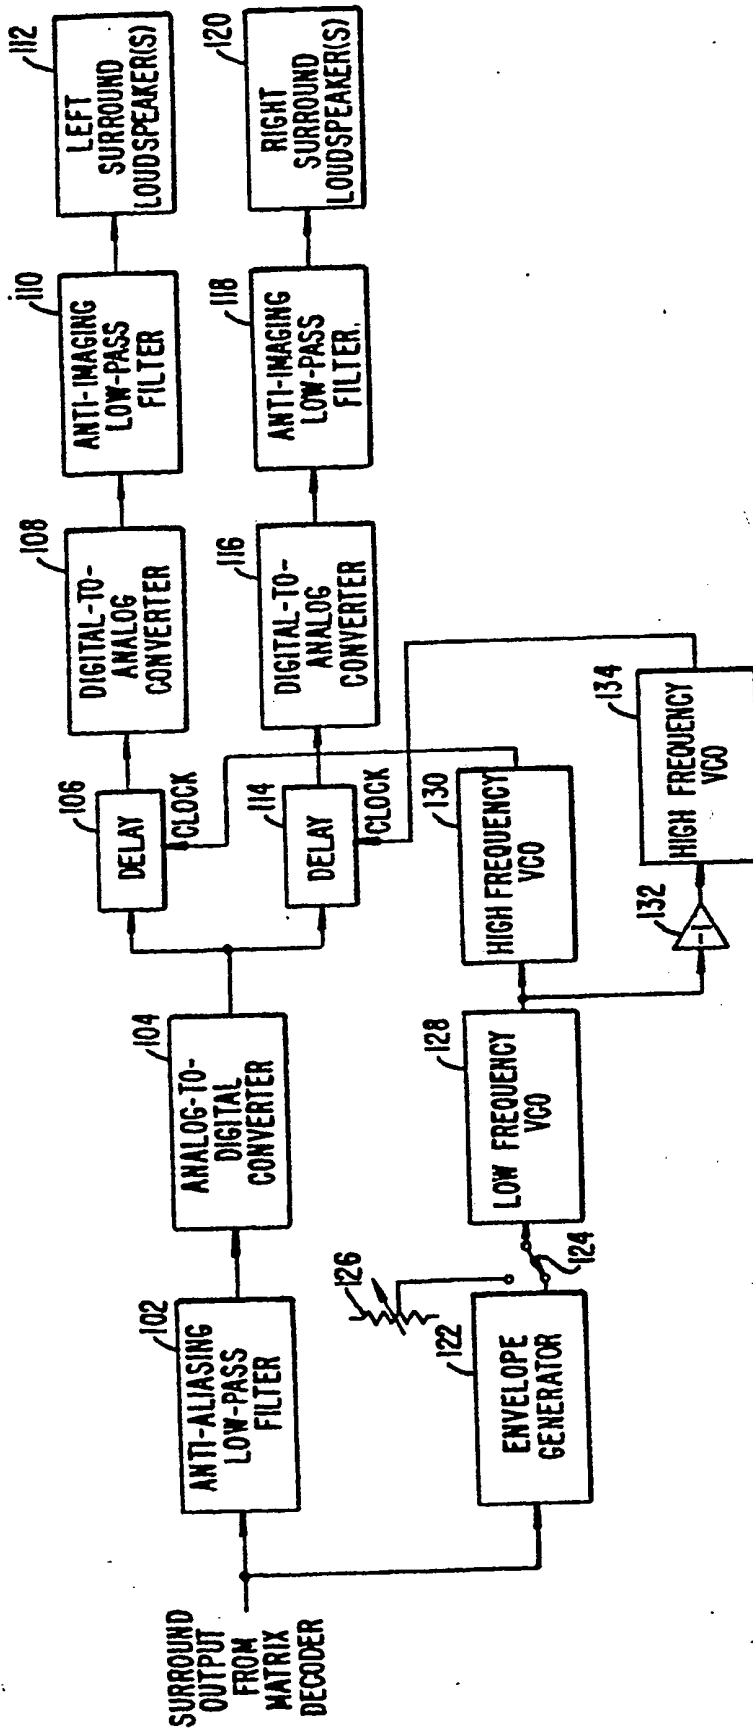 SURROUND
OUTPUT
FROM
MATRIX
DECODER
102
ANTI-ALIASING
LOW-PASS
FILTER
104
ANALOG-TO-
DIGITAL
CONVERTER
106
DELAY
CLOCK
108
DIGITAL-TO-
ANALOG
CONVERTER
110
ANTI-IMAGING
LOW-PASS
FILTER
112
LEFT
SURROUND
LOUDSPEAKER(S)
114
DELAY
CLOCK
116
DIGITAL-TO-
ANALOG
CONVERTER
118
ANTI-IMAGING
LOW-PASS
FILTER.
120
RIGHT
SURROUND
LOUDSPEAKER(S)
122
ENVELOPE
GENERATOR
126
124
128
LOW FREQUENCY
VCO
130
HIGH FREQUENCY
VCO
132
-1
134
HIGH FREQUENCY
VCO